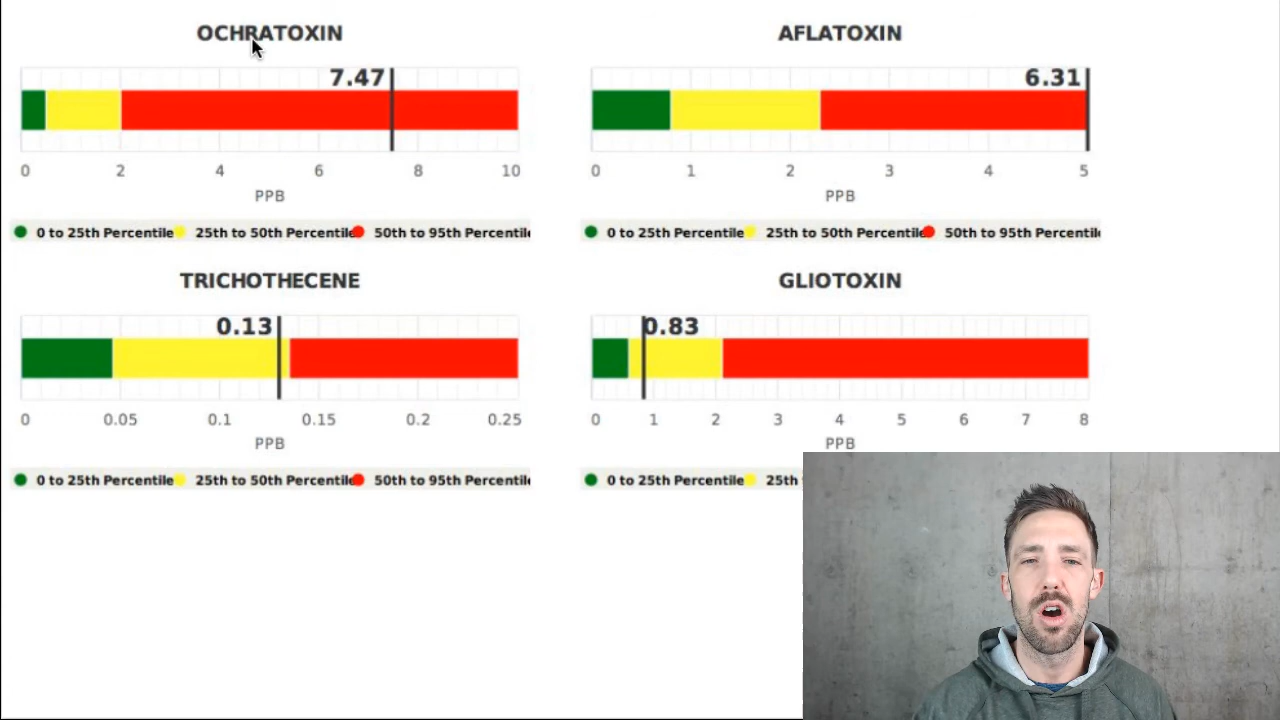 OCHRATOXIN
7.47
0 2 4 6 8 10
PPB
0 to 25th Percentile 25th to 50th Percentile 50th to 95th Percentile
AFLATOXIN
6.31
0 1 2 3 4 5
PPB
0 to 25th Percentile 25th to 50th Percentile 50th to 95th Percentile
TRICHOTHECENE
0.13
0 0.05 0.1 0.15 0.2 0.25
PPB
0 to 25th Percentile 25th to 50th Percentile 50th to 95th Percentile
GLIOTOXIN
0.83
0 1 2 3 4 5 6 7 8
PPB
0 to 25th Percentile 25th